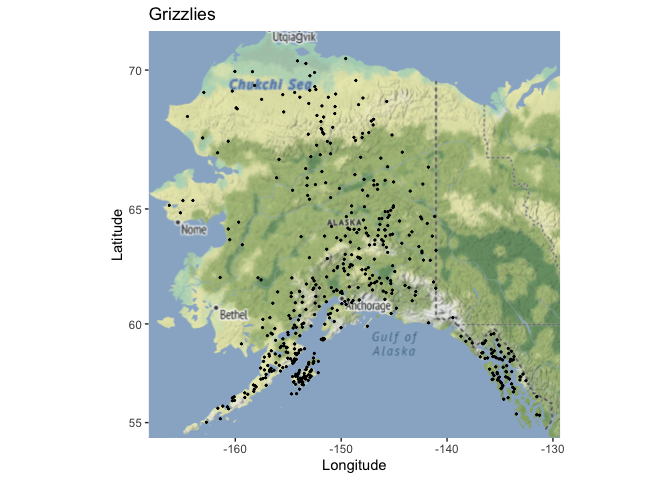 Grizzlies
Utqiaġvik
70
Chukchi Sea
65
ALASKA
Nome
Latitude
Anchorage
Bethel
60
Gulf of
Alaska
55
-160
-150
-140
-130
Longitude